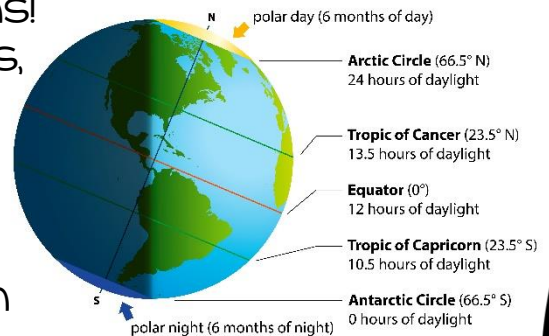 s!
s,
n
N
polar day (6 months of day)
Arctic Circle (66.5° N)
24 hours of daylight
Tropic of Cancer (23.5° N)
13.5 hours of daylight
Equator (0°)
12 hours of daylight
Tropic of Capricorn (23.5° S)
10.5 hours of daylight
Antarctic Circle (66.5° S)
0 hours of daylight
S
polar night (6 months of night)